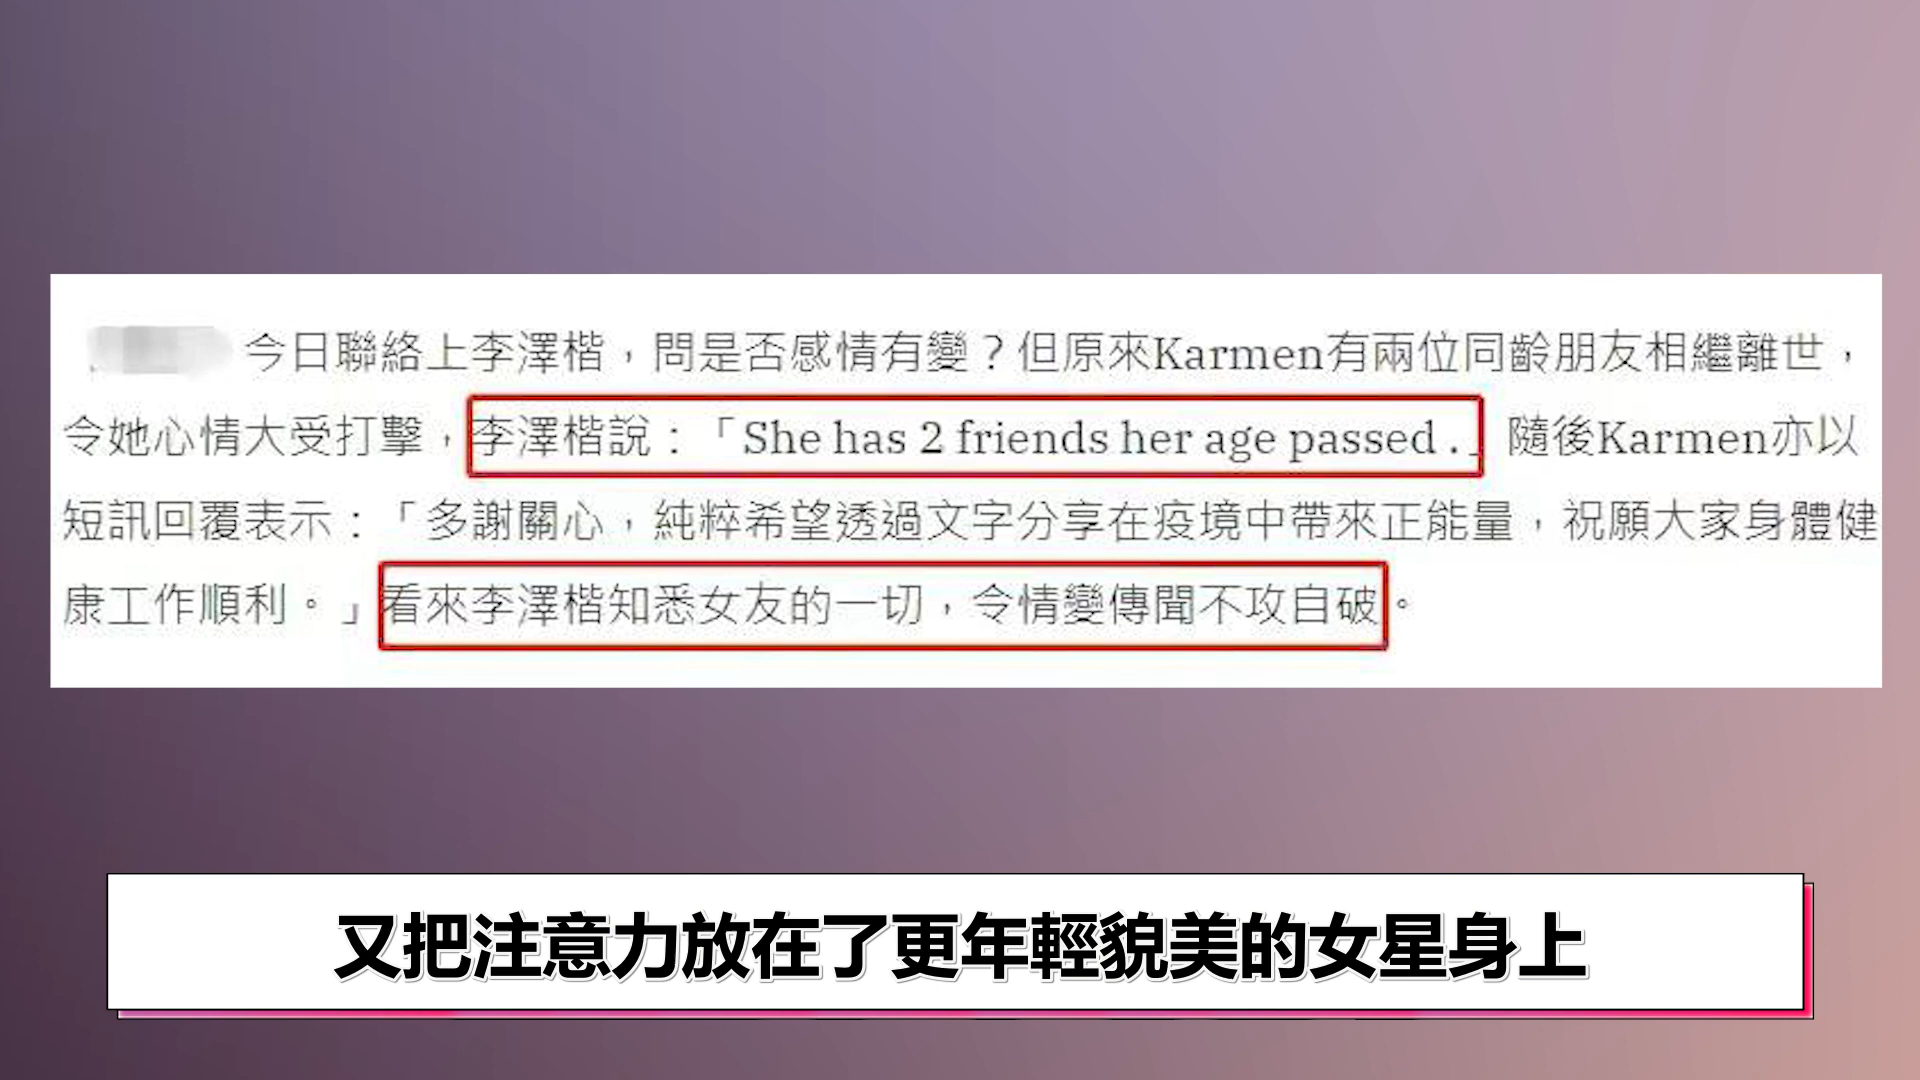 今日聯絡上李澤楷，問是否感情有變？但原來Karmen有兩位同齡朋友相繼離世，
令她心情大受打擊，李澤楷說：「She has 2 friends her age passed .」隨後Karmen亦以
短訊回覆表示：「多謝關心，純粹希望透過文字分享在疫境中帶來正能量，祝願大家身體健
康工作順利。」看來李澤楷知悉女友的一切，令情變傳聞不攻自破。
又把注意力放在了更年輕貌美的女星身上